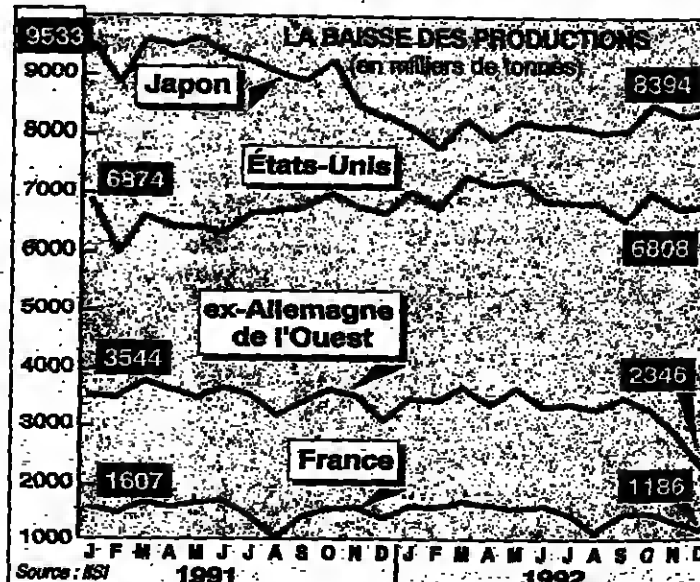 LA BAISSE DES PRODUCTIONS
(en milliers de tonnes)
9533
9000
Japon
8394
8000
États-Unis
7000
6874
6000
6808
5000
ex-Allemagne
de l'Ouest
4000
3544
2346
3000
France
2000
1607
1186
1000
J F M A M J J A S O N D J F M A M J J A S O N D
Source : IISI
1991
1992